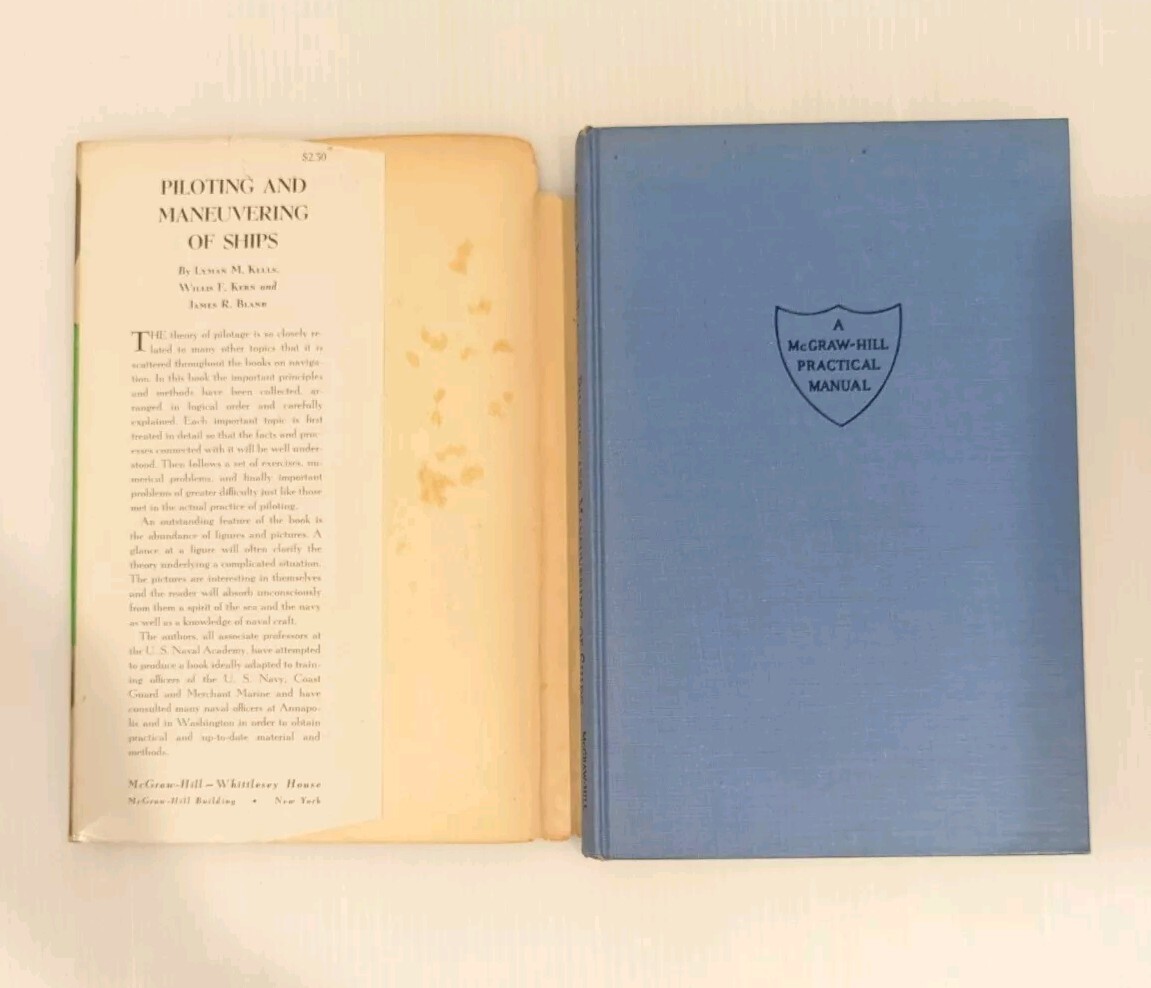 $2.50
PILOTING AND
MANEUVERING
OF SHIPS
By Lyman M. Kells,
Willis F. Kern and
James R. Bland
THE theory of pilotage is so closely re-
lated to many other topics that it is
scattered throughout the books on naviga-
tion. In this book the important principles
and methods have been collected, ar-
ranged in logical order and carefully
explained. Each important topic is first
treated in detail so that the facts and proc-
esses connected with it will be well under-
stood. Then follows a set of exercises, nu-
merical problems, and finally important
problems of greater difficulty just like those
met in the actual practice of piloting.
An outstanding feature of the book is
the abundance of figures and pictures. A
glance at a figure will often clarify the
theory underlying a complicated situation.
The pictures are interesting in themselves
and the reader will absorb unconsciously
from them a spirit of the sea and the navy
as well as a knowledge of naval craft.
The authors, all associate professors at
the U. S. Naval Academy, have attempted
to produce a book ideally adapted to train-
ing officers of the U. S. Navy, Coast
Guard and Merchant Marine and have
consulted many naval officers at Annapo-
lis and in Washington in order to obtain
practical and up-to-date material and
methods.
McGraw-Hill – Whittlesey House
McGraw-Hill Building • New York
A
McGRAW-HILL
PRACTICAL
MANUAL